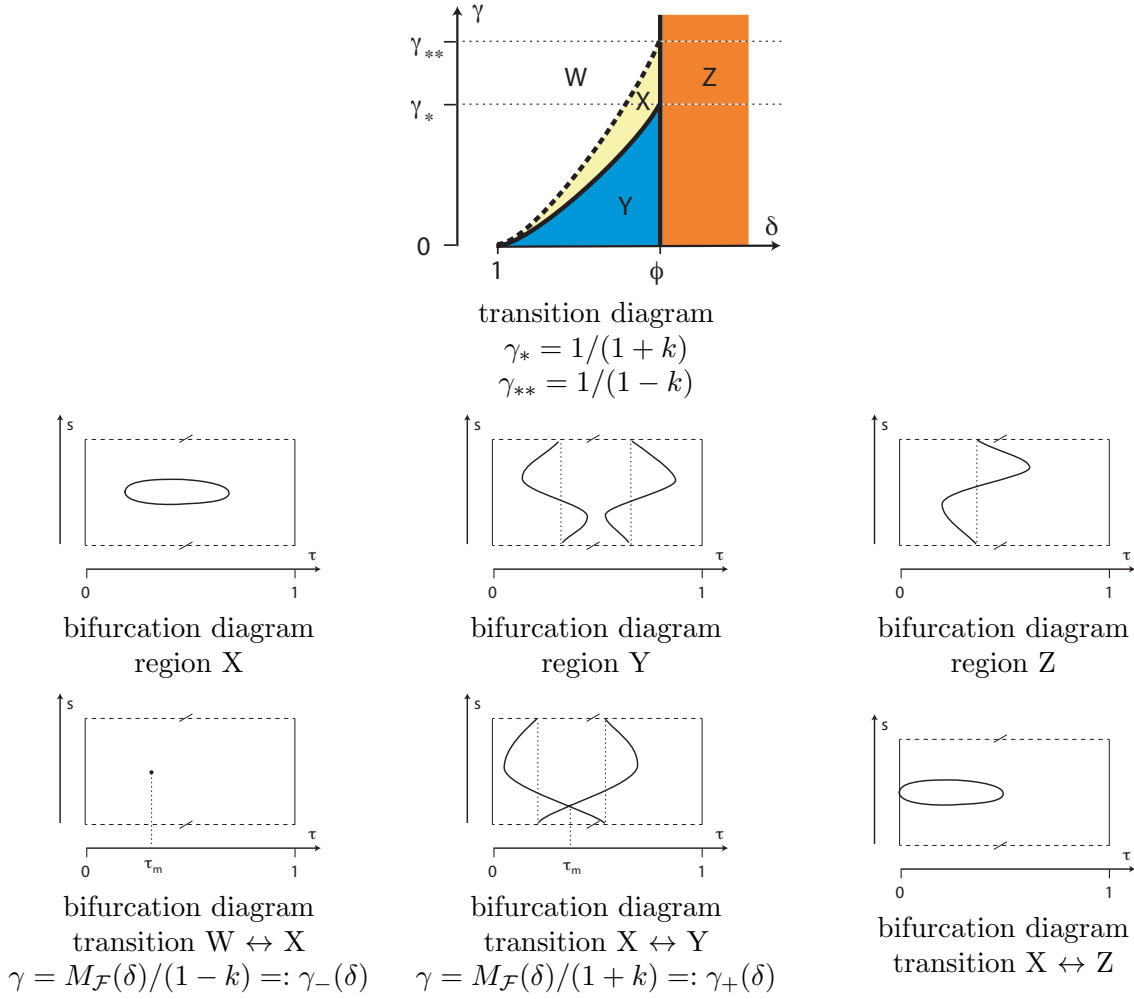 γ
γ**
W
Z
X
γ*
Y
δ
0
1
ϕ
transition diagram
γ* = 1/(1 + k)
γ** = 1/(1 − k)
s
τ
0
1
bifurcation diagram
region X
s
τ
0
1
bifurcation diagram
region Y
s
τ
0
1
bifurcation diagram
region Z
s
τ
0
τm
1
bifurcation diagram
transition W ↔ X
γ = M_F(δ)/(1 − k) =: γ−(δ)
s
τ
0
τm
1
bifurcation diagram
transition X ↔ Y
γ = M_F(δ)/(1 + k) =: γ+(δ)
s
τ
0
1
bifurcation diagram
transition X ↔ Z